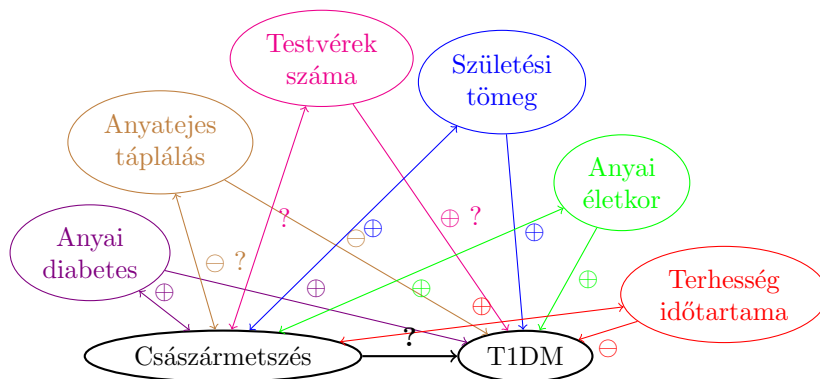 Testvérek
száma
Születési
tömeg
Anyatejes
táplálás
Anyai
életkor
Anyai
diabetes
Terhesség
időtartama
?
⊕ ?
⊕
⊕
⊖
⊖ ?
⊕
⊕
⊕
⊕
⊕
?
⊖
Császármetszés
T1DM